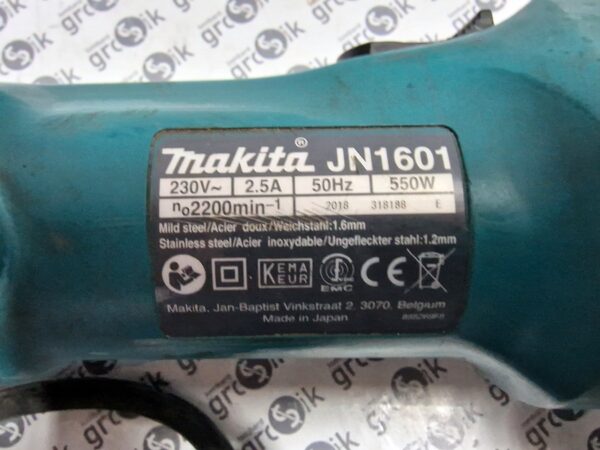 makita® JN1601
230V~ 2.5A 50Hz 550W
n₀2200min⁻¹ 2018 318188 E
Mild steel/Acier doux/Weichstahl:1.6mm
Stainless steel/Acier inoxydable/Ungefleckter stahl:1.2mm
KEMA
KEUR
EMC
CE
Makita, Jan-Baptist Vinkstraat 2, 3070, Belgium
Made in Japan
grosik